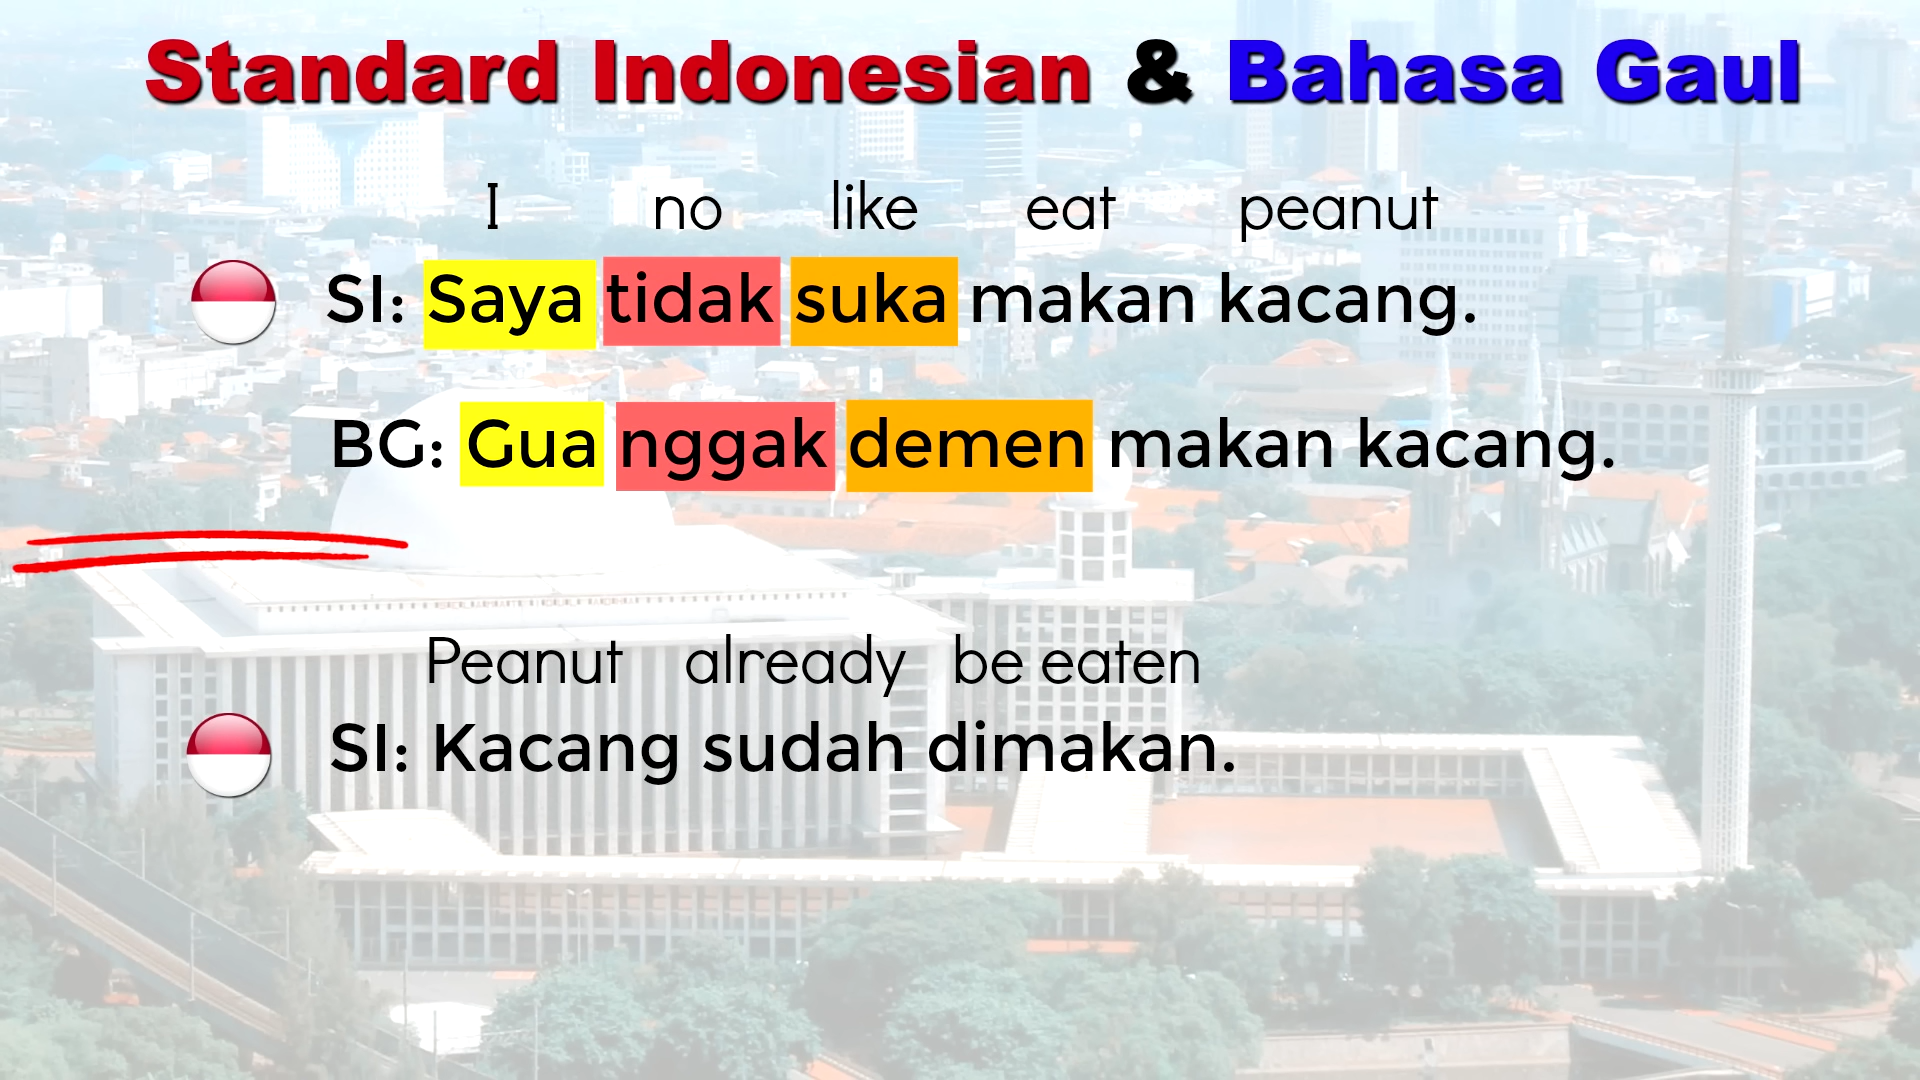 Standard Indonesian & Bahasa Gaul
I no like eat peanut
SI: Saya tidak suka makan kacang.
BG: Gua nggak demen makan kacang.
Peanut already be eaten
SI: Kacang sudah dimakan.